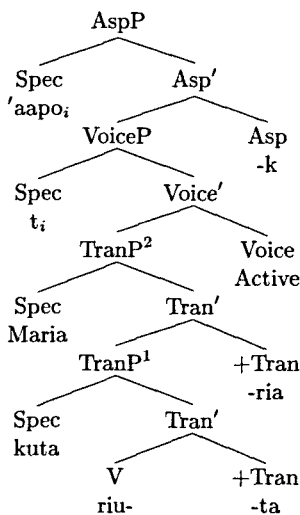 AspP
Spec Asp′
'aapoᵢ
VoiceP Asp
-k
Spec Voice′
tᵢ
TranP² Voice
Active
Spec Tran′
Maria
TranP¹ +Tran
-ria
Spec Tran′
kuta
V +Tran
riu- -ta